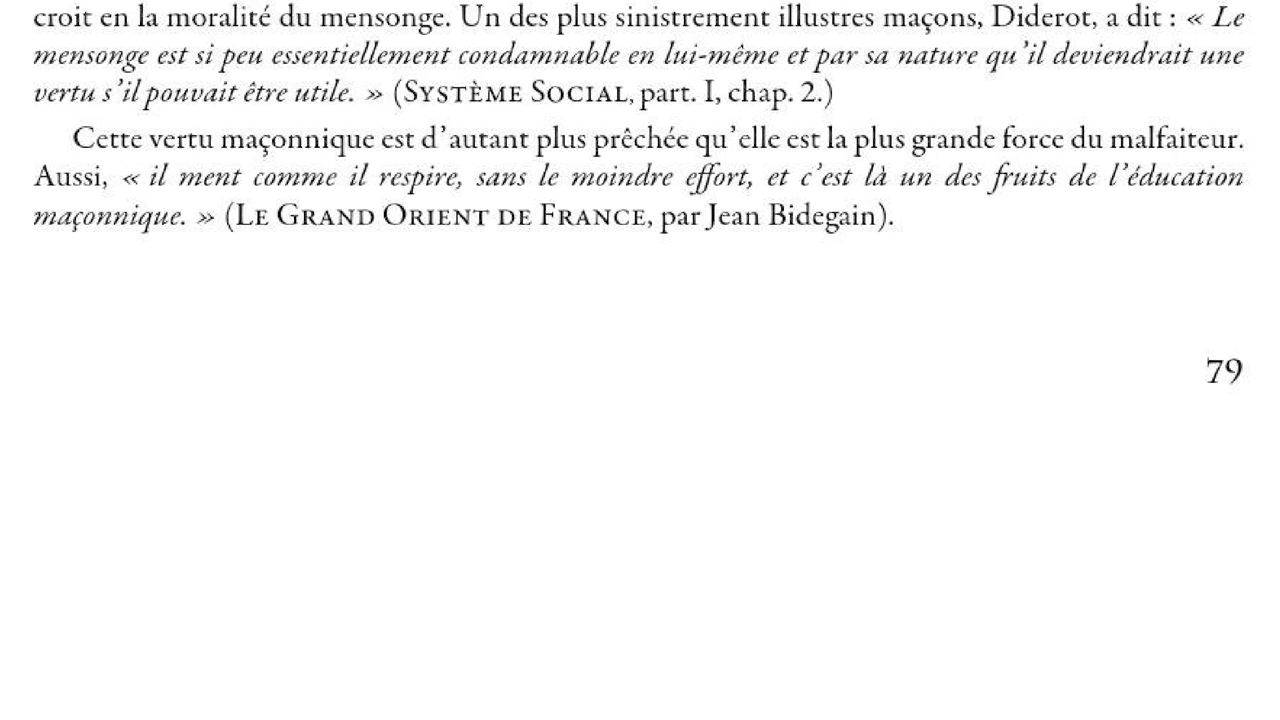 croit en la moralité du mensonge. Un des plus sinistrement illustres maçons, Diderot, a dit : « Le
mensonge est si peu essentiellement condamnable en lui-même et par sa nature qu’il deviendrait une
vertu s’il pouvait être utile. » (SYSTÈME SOCIAL, part. I, chap. 2.)
Cette vertu maçonnique est d’autant plus prêchée qu’elle est la plus grande force du malfaiteur.
Aussi, « il ment comme il respire, sans le moindre effort, et c’est là un des fruits de l’éducation
maçonnique. » (LE GRAND ORIENT DE FRANCE, par Jean Bidegain).
79